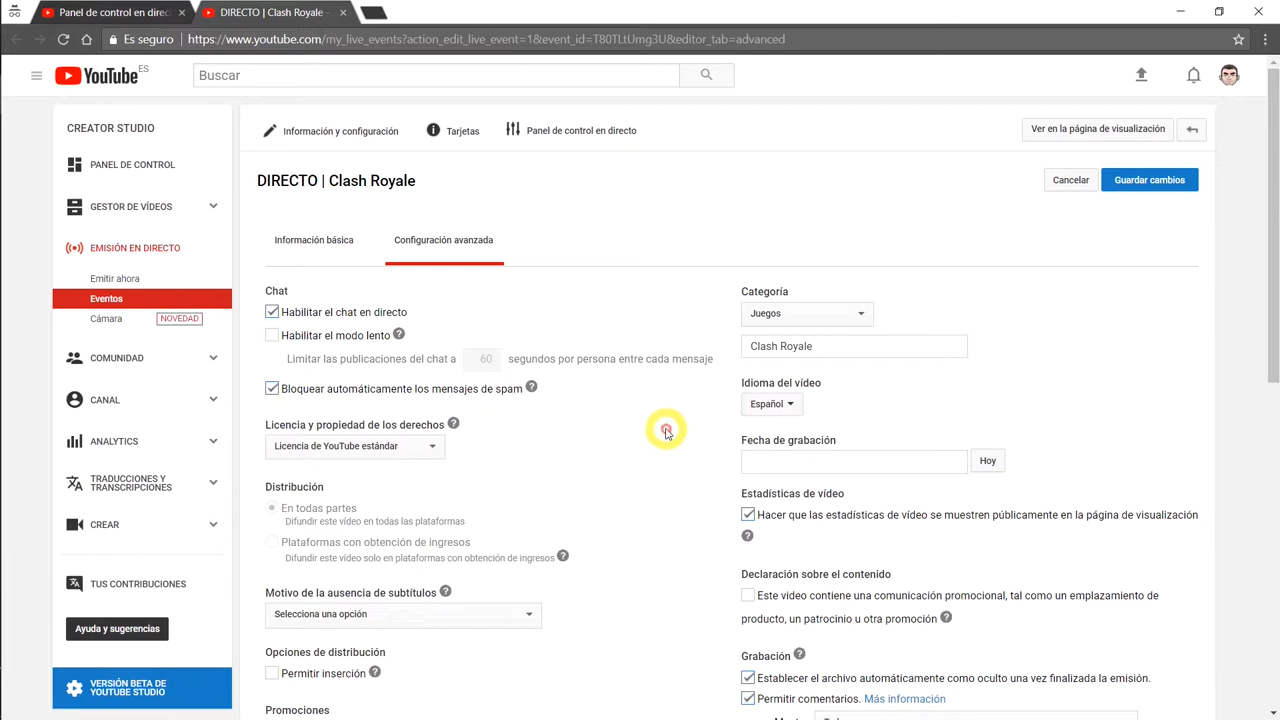 Panel de control en direc
DIRECTO | Clash Royale -
Es seguro
https://www.youtube.com/my_live_events?action_edit_live_event=1&event_id=T80TLtUmg3U&editor_tab=advanced
YouTube ES
Buscar
CREATOR STUDIO
PANEL DE CONTROL
GESTOR DE VÍDEOS
EMISIÓN EN DIRECTO
Emitir ahora
Eventos
Cámara NOVEDAD
COMUNIDAD
CANAL
ANALYTICS
TRADUCCIONES Y
TRANSCRIPCIONES
CREAR
TUS CONTRIBUCIONES
Ayuda y sugerencias
VERSIÓN BETA DE
YOUTUBE STUDIO
Información y configuración
Tarjetas
Panel de control en directo
Ver en la página de visualización
DIRECTO | Clash Royale
Cancelar
Guardar cambios
Información básica
Configuración avanzada
Chat
Habilitar el chat en directo
Habilitar el modo lento ?
Limitar las publicaciones del chat a 60 segundos por persona entre cada mensaje
Bloquear automáticamente los mensajes de spam ?
Licencia y propiedad de los derechos ?
Licencia de YouTube estándar
Distribución
En todas partes
Difundir este vídeo en todas las plataformas
Plataformas con obtención de ingresos
Difundir este vídeo solo en plataformas con obtención de ingresos ?
Motivo de la ausencia de subtítulos ?
Selecciona una opción
Opciones de distribución
Permitir inserción ?
Promociones
Categoría
Juegos
Clash Royale
Idioma del vídeo
Español
Fecha de grabación
Hoy
Estadísticas de vídeo
Hacer que las estadísticas de vídeo se muestren públicamente en la página de visualización
?
Declaración sobre el contenido
Este video contiene una comunicación promocional, tal como un emplazamiento de
producto, un patrocinio u otra promoción ?
Grabación ?
Establecer el archivo automáticamente como oculto una vez finalizada la emisión.
Permitir comentarios. Más información